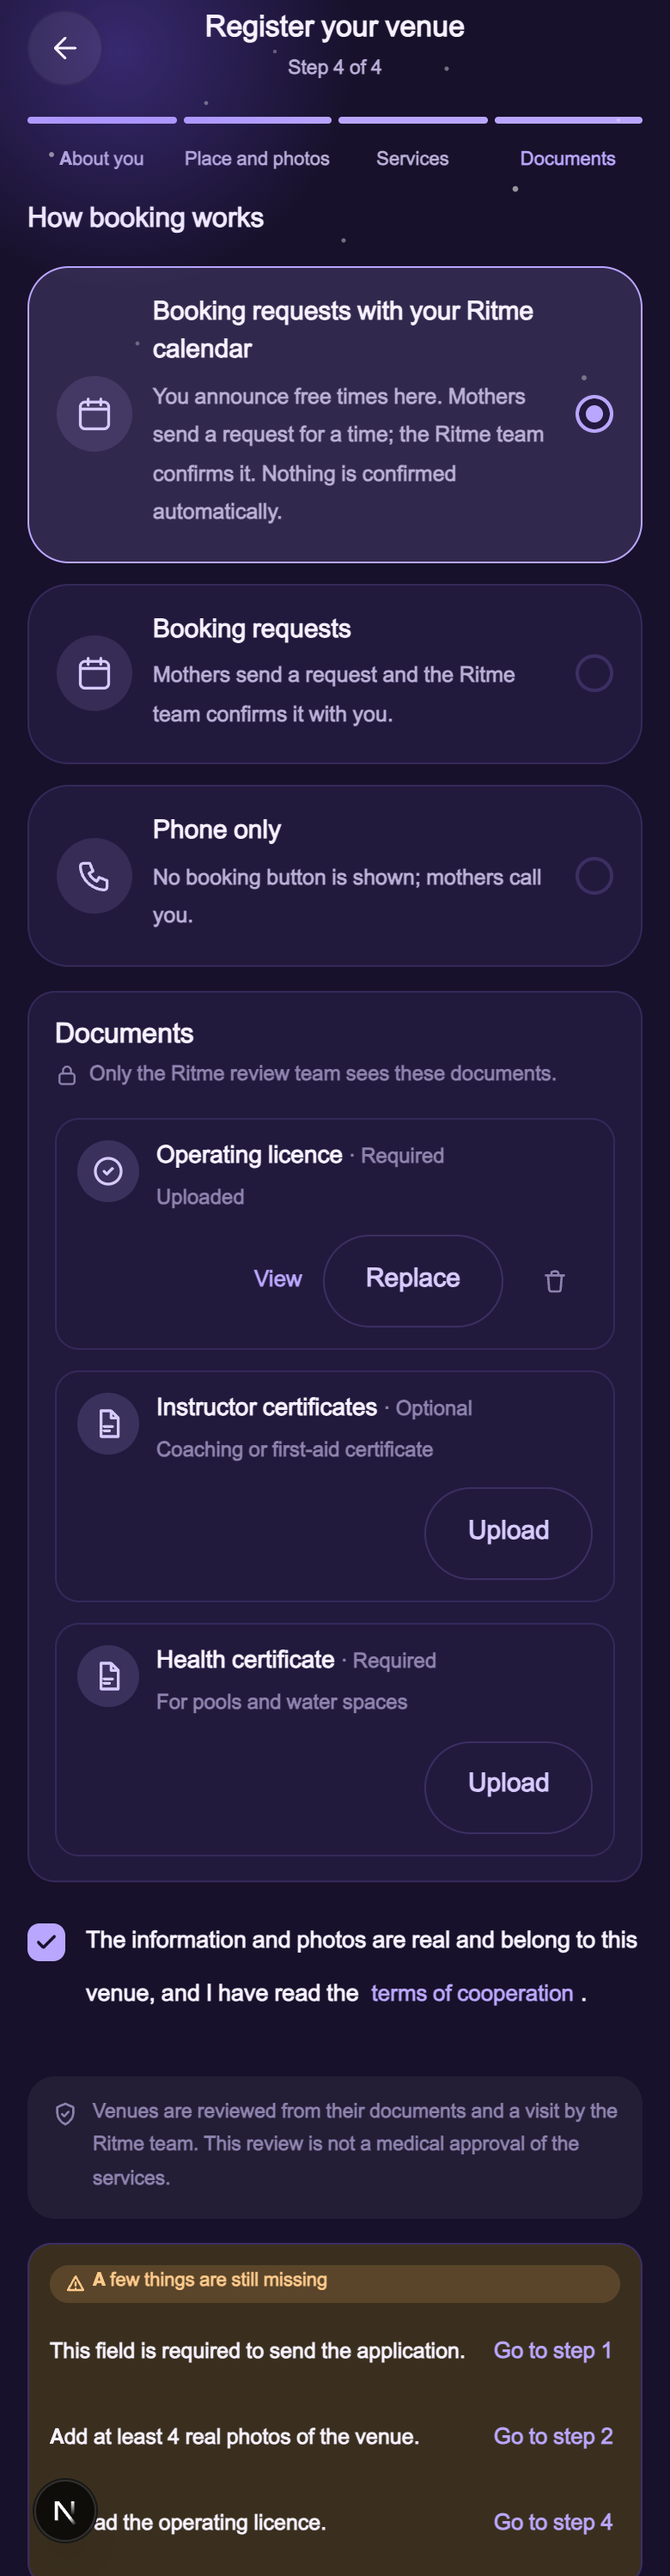 Register your venue
Step 4 of 4
About you
Place and photos
Services
Documents
How booking works
Booking requests with your Ritme
calendar
You announce free times here. Mothers
send a request for a time; the Ritme team
confirms it. Nothing is confirmed
automatically.
Booking requests
Mothers send a request and the Ritme
team confirms it with you.
Phone only
No booking button is shown; mothers call
you.
Documents
Only the Ritme review team sees these documents.
Operating licence · Required
Uploaded
View
Replace
Instructor certificates · Optional
Coaching or first-aid certificate
Upload
Health certificate · Required
For pools and water spaces
Upload
The information and photos are real and belong to this
venue, and I have read the terms of cooperation .
Venues are reviewed from their documents and a visit by the
Ritme team. This review is not a medical approval of the
services.
A few things are still missing
This field is required to send the application. Go to step 1
Add at least 4 real photos of the venue. Go to step 2
N
the operating licence. Go to step 4